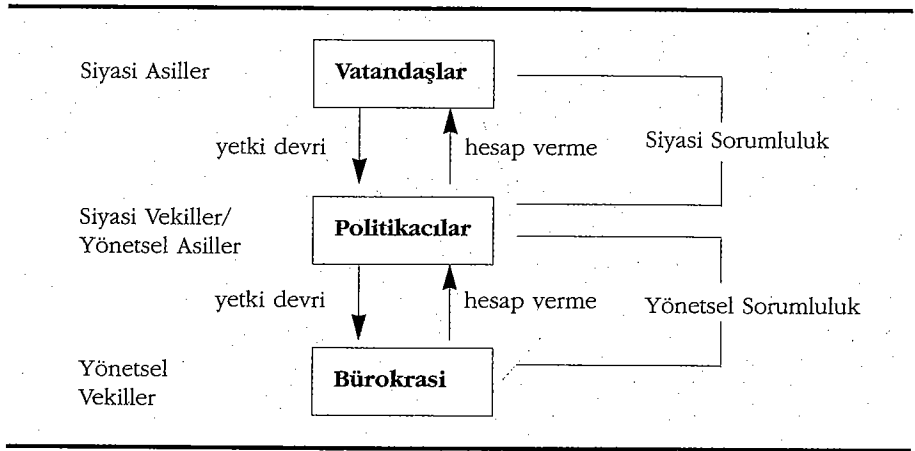 Siyasi Asiller
Vatandaşlar
yetki devri
hesap verme
Siyasi Sorumluluk
Siyasi Vekiller/
Yönetsel Asiller
Politikacılar
yetki devri
hesap verme
Yönetsel Sorumluluk
Yönetsel
Vekiller
Bürokrasi